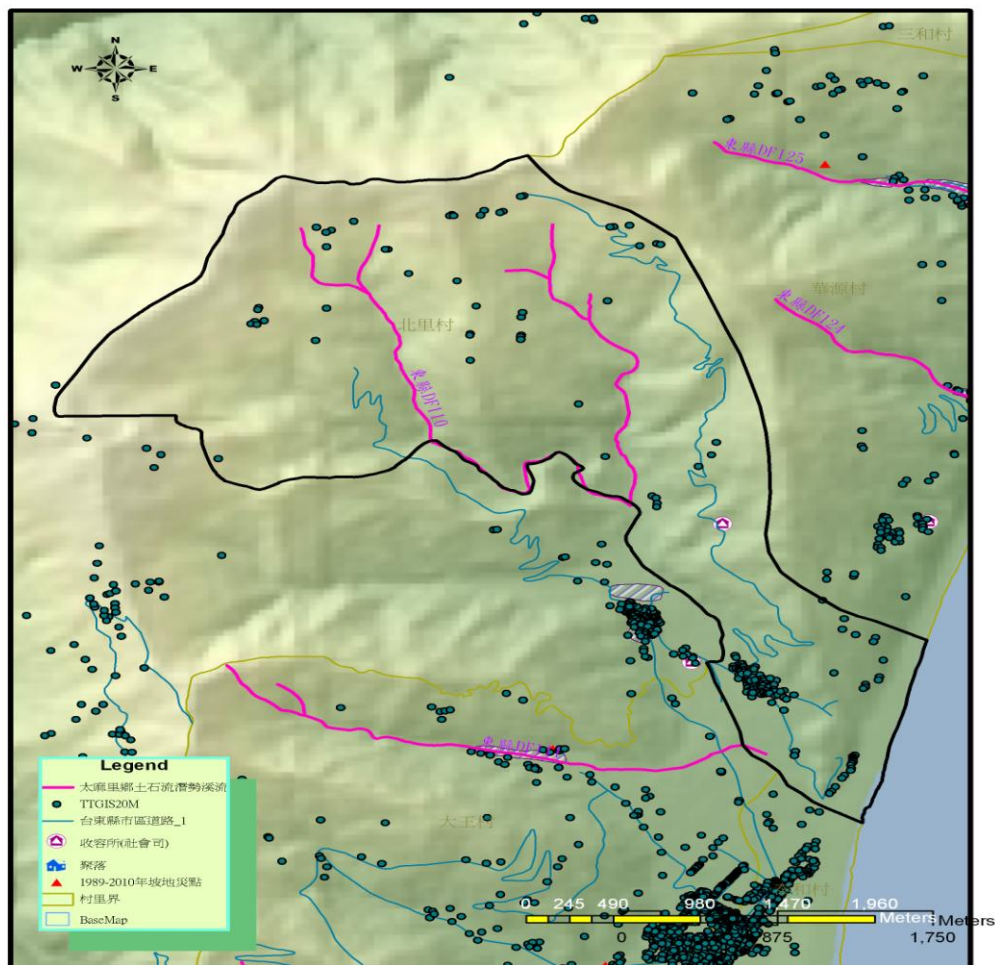 三和村
N
W E
S
東縣DF125
華源村
東縣DF124
北里村
東縣DF110
大王村
Legend
太麻里鄉土石流潛勢溪流
TTGIS20M
台東縣市區道路_1
收容所(社會司)
聚落
1989-2010年坡地災點
村里界
BaseMap
0 245 490 980 1,470 1,960
Meters
Meters
0 875 1,750